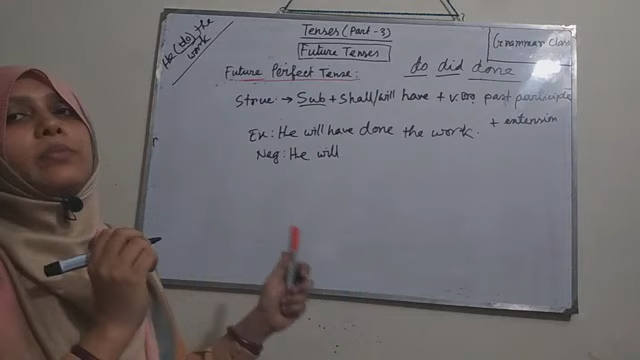 He (do) the
work
Tenses (Part-3)
Future Tenses
Grammar Class
Future Perfect Tense:
do did done
Struc → Sub + Shall/will have + v. past participle
+ extension
Ex: He will have done the work.
Neg: He will